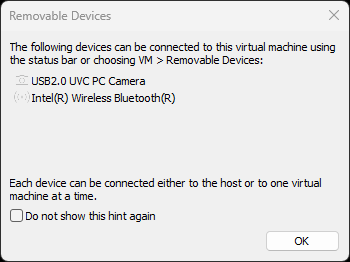 Removable Devices
The following devices can be connected to this virtual machine using
the status bar or choosing VM > Removable Devices:
USB2.0 UVC PC Camera
Intel(R) Wireless Bluetooth(R)
Each device can be connected either to the host or to one virtual
machine at a time.
Do not show this hint again
OK